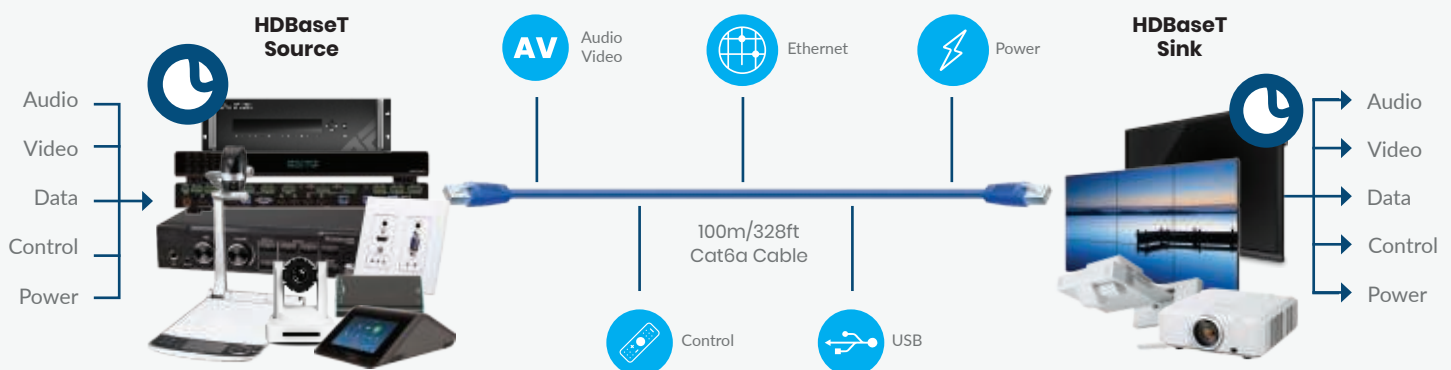 HDBaseT
Source
Audio
Video
Data
Control
Power
AV
Audio
Video
Ethernet
Power
100m/328ft
Cat6a Cable
Control
USB
HDBaseT
Sink
Audio
Video
Data
Control
Power